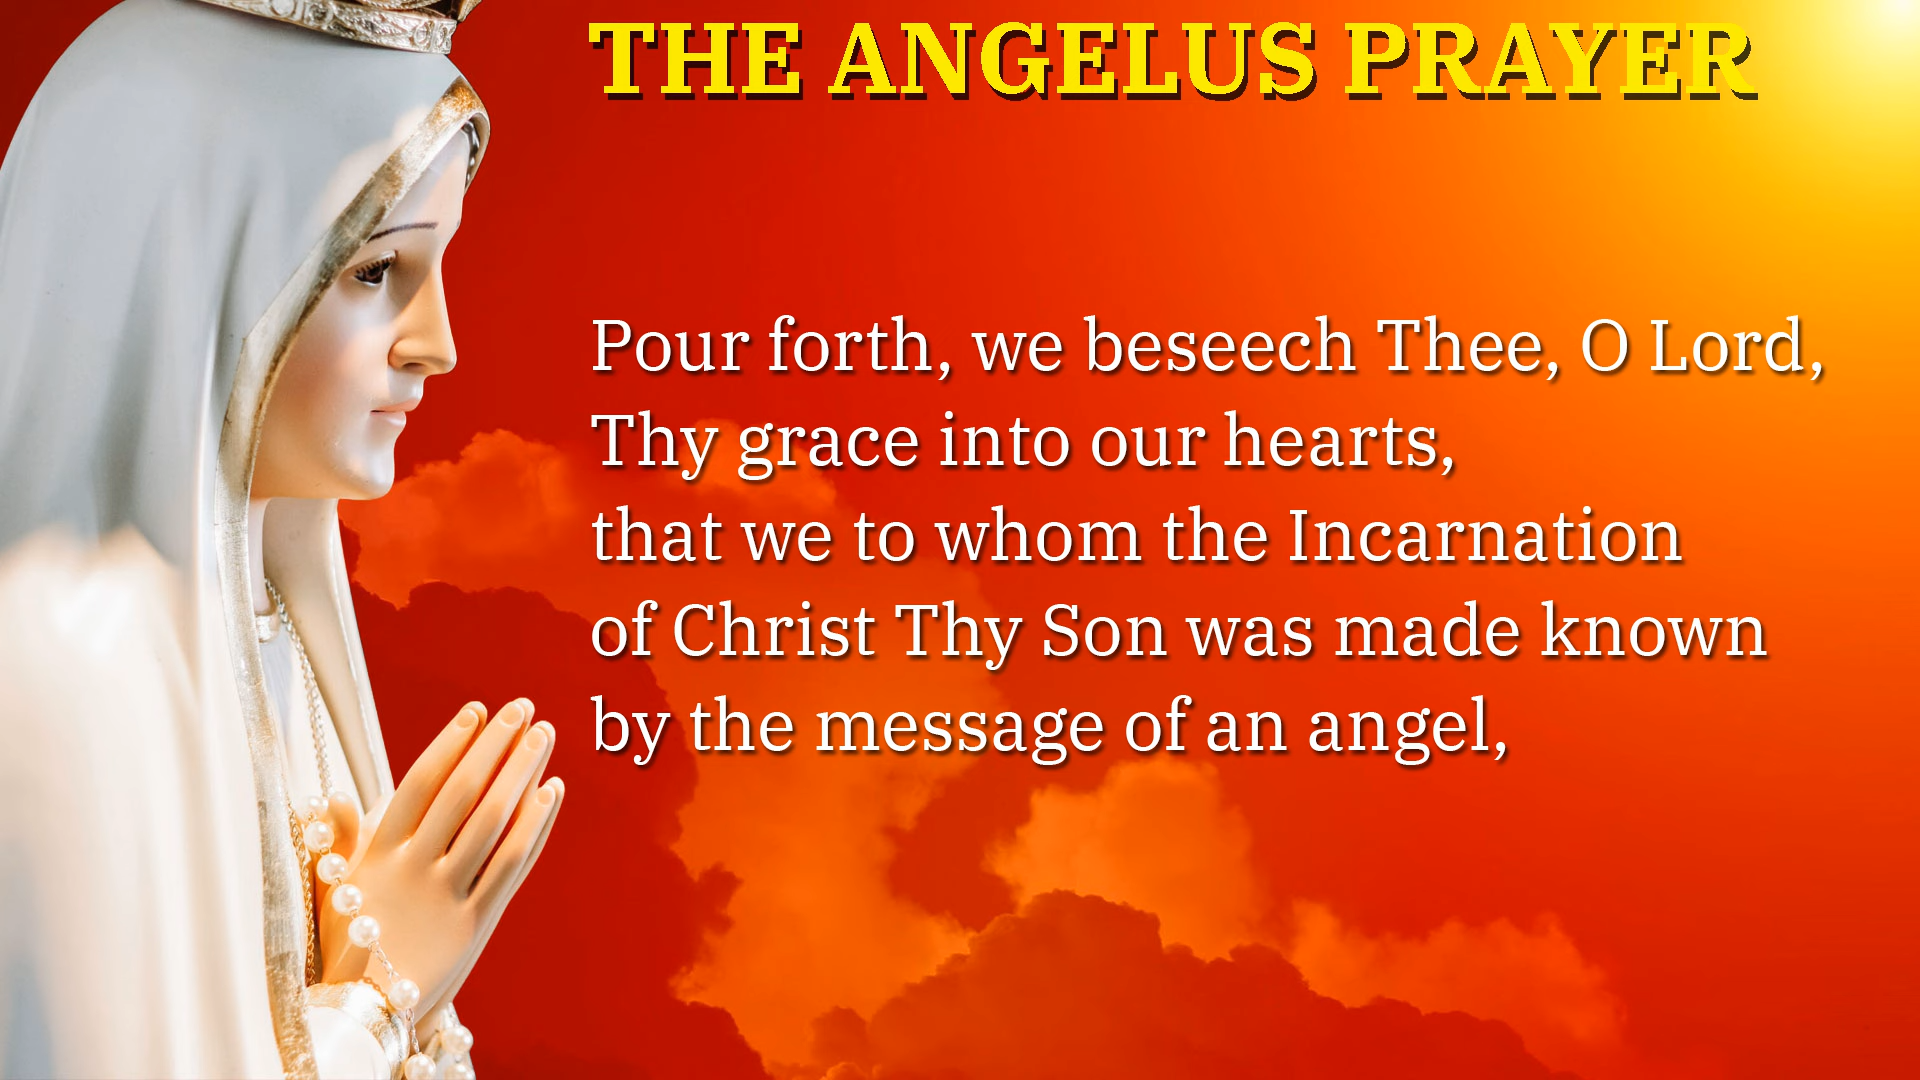 THE ANGELUS PRAYER
Pour forth, we beseech Thee, O Lord,
Thy grace into our hearts,
that we to whom the Incarnation
of Christ Thy Son was made known
by the message of an angel,